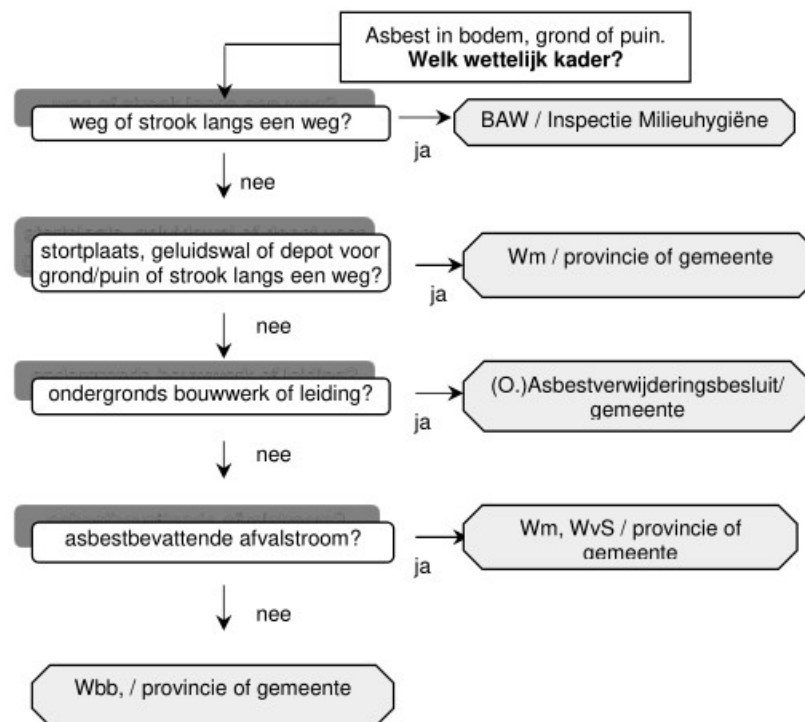 Asbest in bodem, grond of puin.
Welk wettelijk kader?
weg of strook langs een weg?
ja
BAW / Inspectie Milieuhygiëne
nee
stortplaats, geluidswal of depot voor
grond/puin of strook langs een weg?
ja
Wm / provincie of gemeente
nee
ondergronds bouwwerk of leiding?
ja
(O.)Asbestverwijderingsbesluit/
gemeente
nee
asbestbevattende afvalstroom?
ja
Wm, WvS / provincie of
gemeente
nee
Wbb, / provincie of gemeente